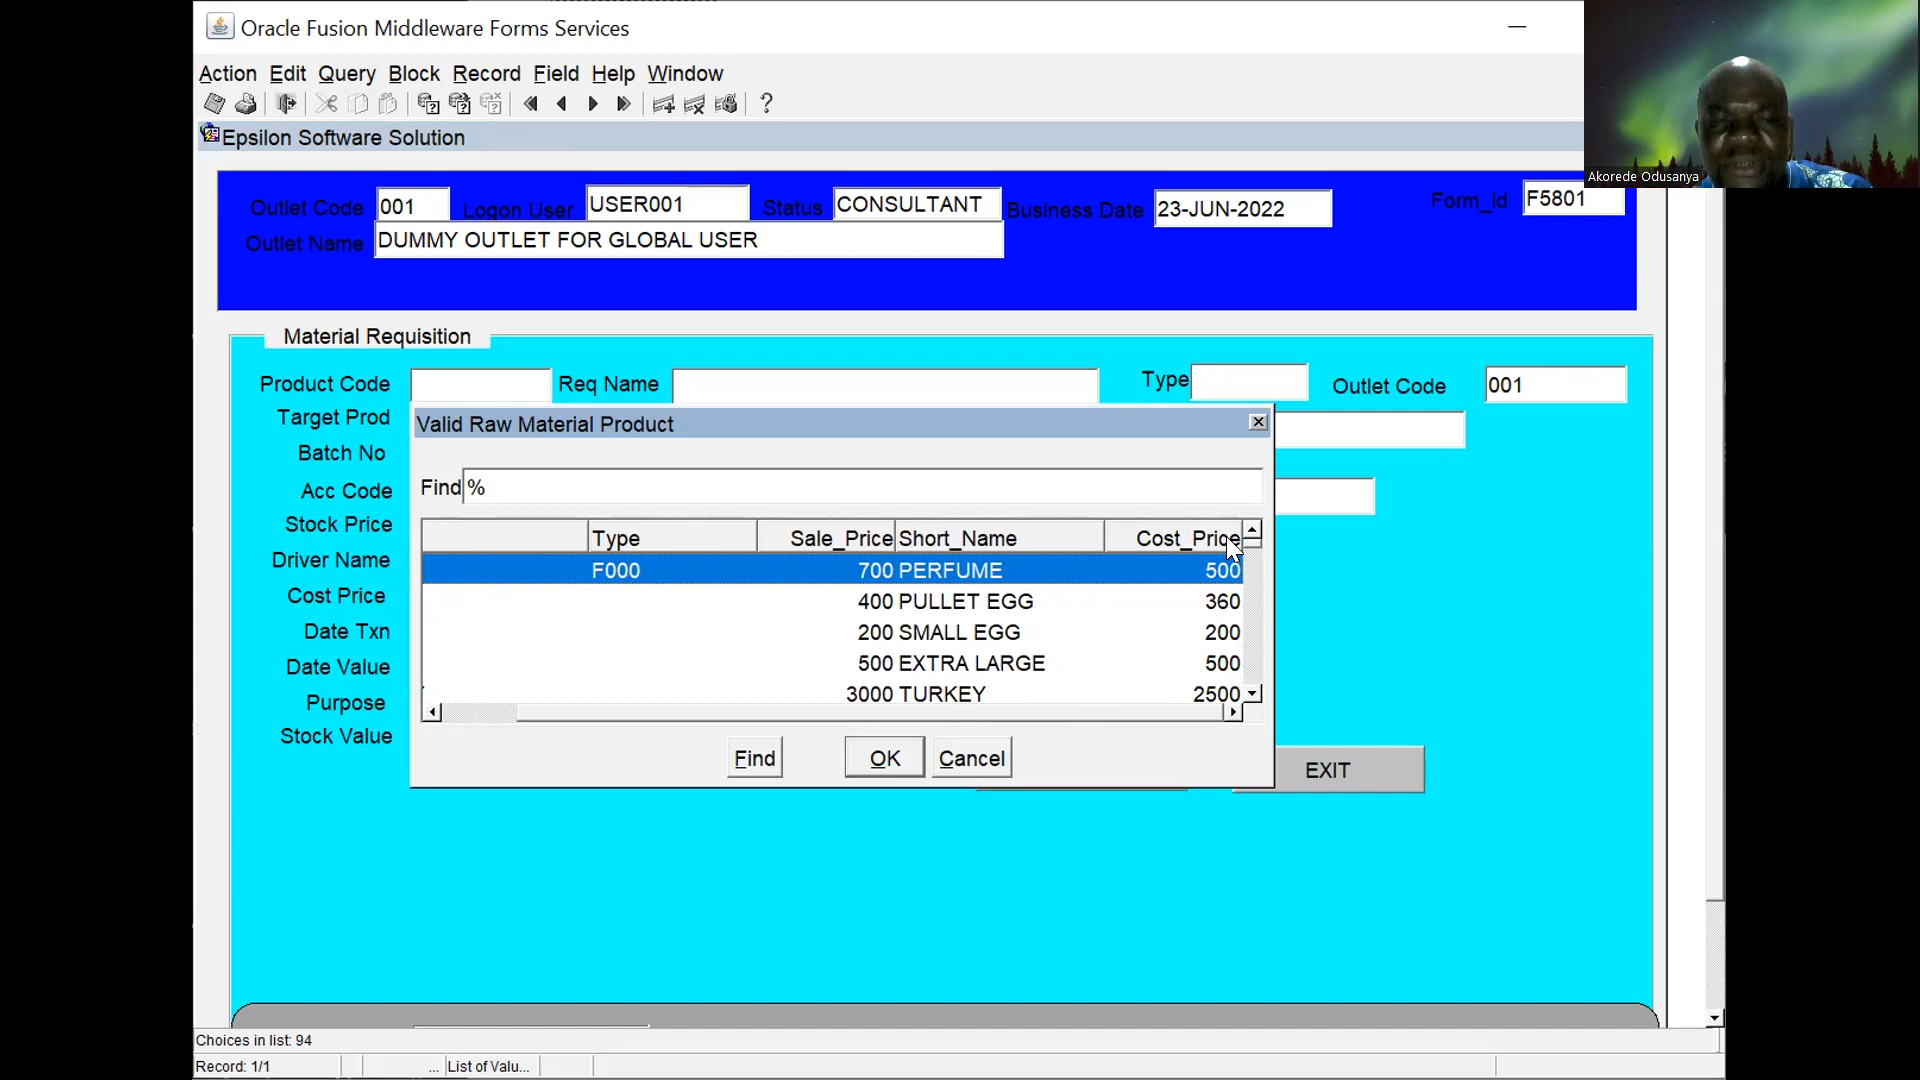 Oracle Fusion Middleware Forms Services
Action Edit Query Block Record Field Help Window
Epsilon Software Solution
Akorede Odusanya
Outlet Code 001 Logon User USER001 Status CONSULTANT Business Date 23-JUN-2022 Form_Id F5801
Outlet Name DUMMY OUTLET FOR GLOBAL USER
Material Requisition
Product Code Req Name Type Outlet Code 001
Target Prod
Batch No
Acc Code
Stock Price
Driver Name
Cost Price
Date Txn
Date Value
Purpose
Stock Value
Valid Raw Material Product
Find %
Type Sale_Price Short_Name Cost_Price
F000 700 PERFUME 500
400 PULLET EGG 360
200 SMALL EGG 200
500 EXTRA LARGE 500
3000 TURKEY 2500
Find OK Cancel
EXIT
Choices in list: 94
Record: 1/1 ... List of Valu...